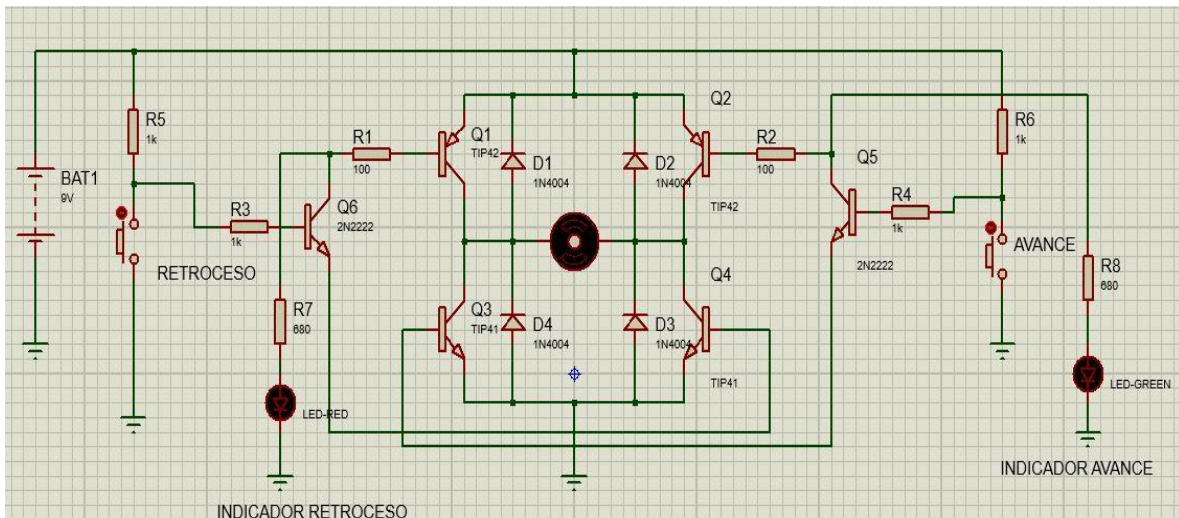 BAT1
9V
R5
1k
RETROCESO
R3
1k
Q6
2N2222
R7
680
LED-RED
INDICADOR RETROCESO
R1
100
Q1
TIP42
D1
1N4004
D2
1N4004
Q2
TIP42
R2
100
Q5
2N2222
R4
1k
R6
1k
AVANCE
Q3
TIP41
D4
1N4004
D3
1N4004
Q4
TIP41
R8
680
LED-GREEN
INDICADOR AVANCE